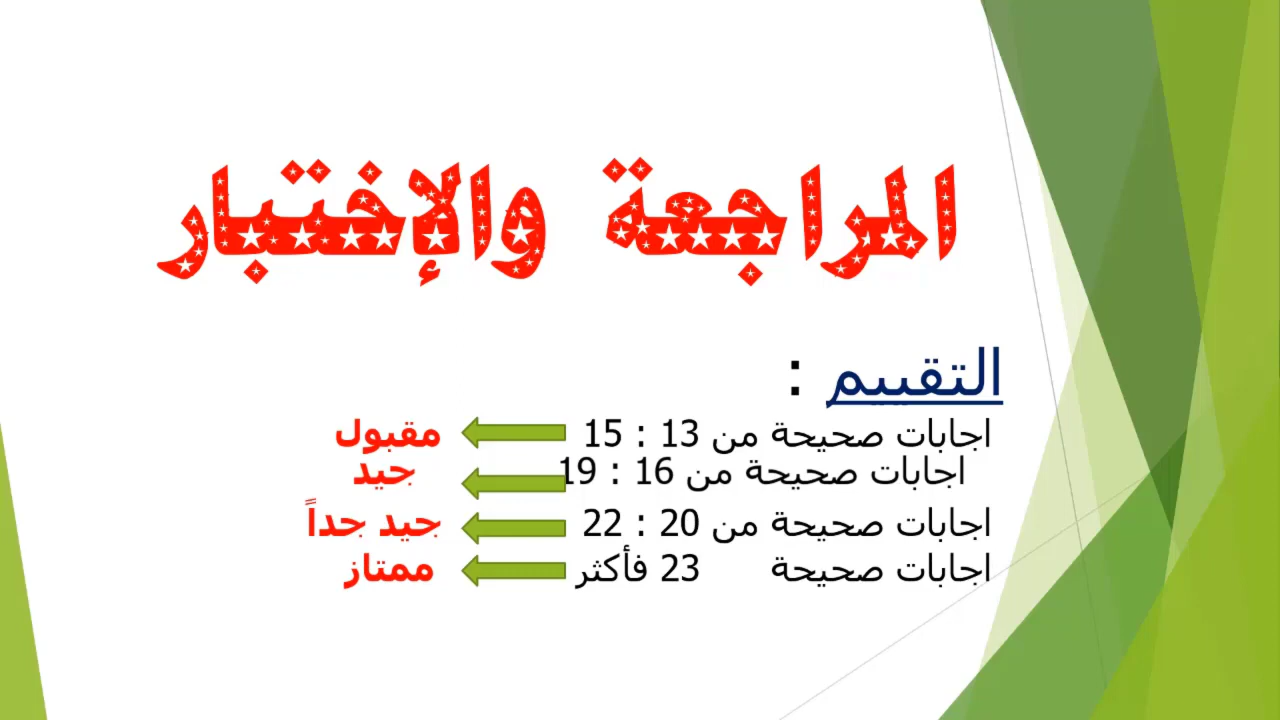 المراجعة والإختبار
التقييم :
اجابات صحيحة من 13 : 15 مقبول
اجابات صحيحة من 16 : 19 جيد
اجابات صحيحة من 20 : 22 جيد جداً
اجابات صحيحة 23 فأكثر ممتاز